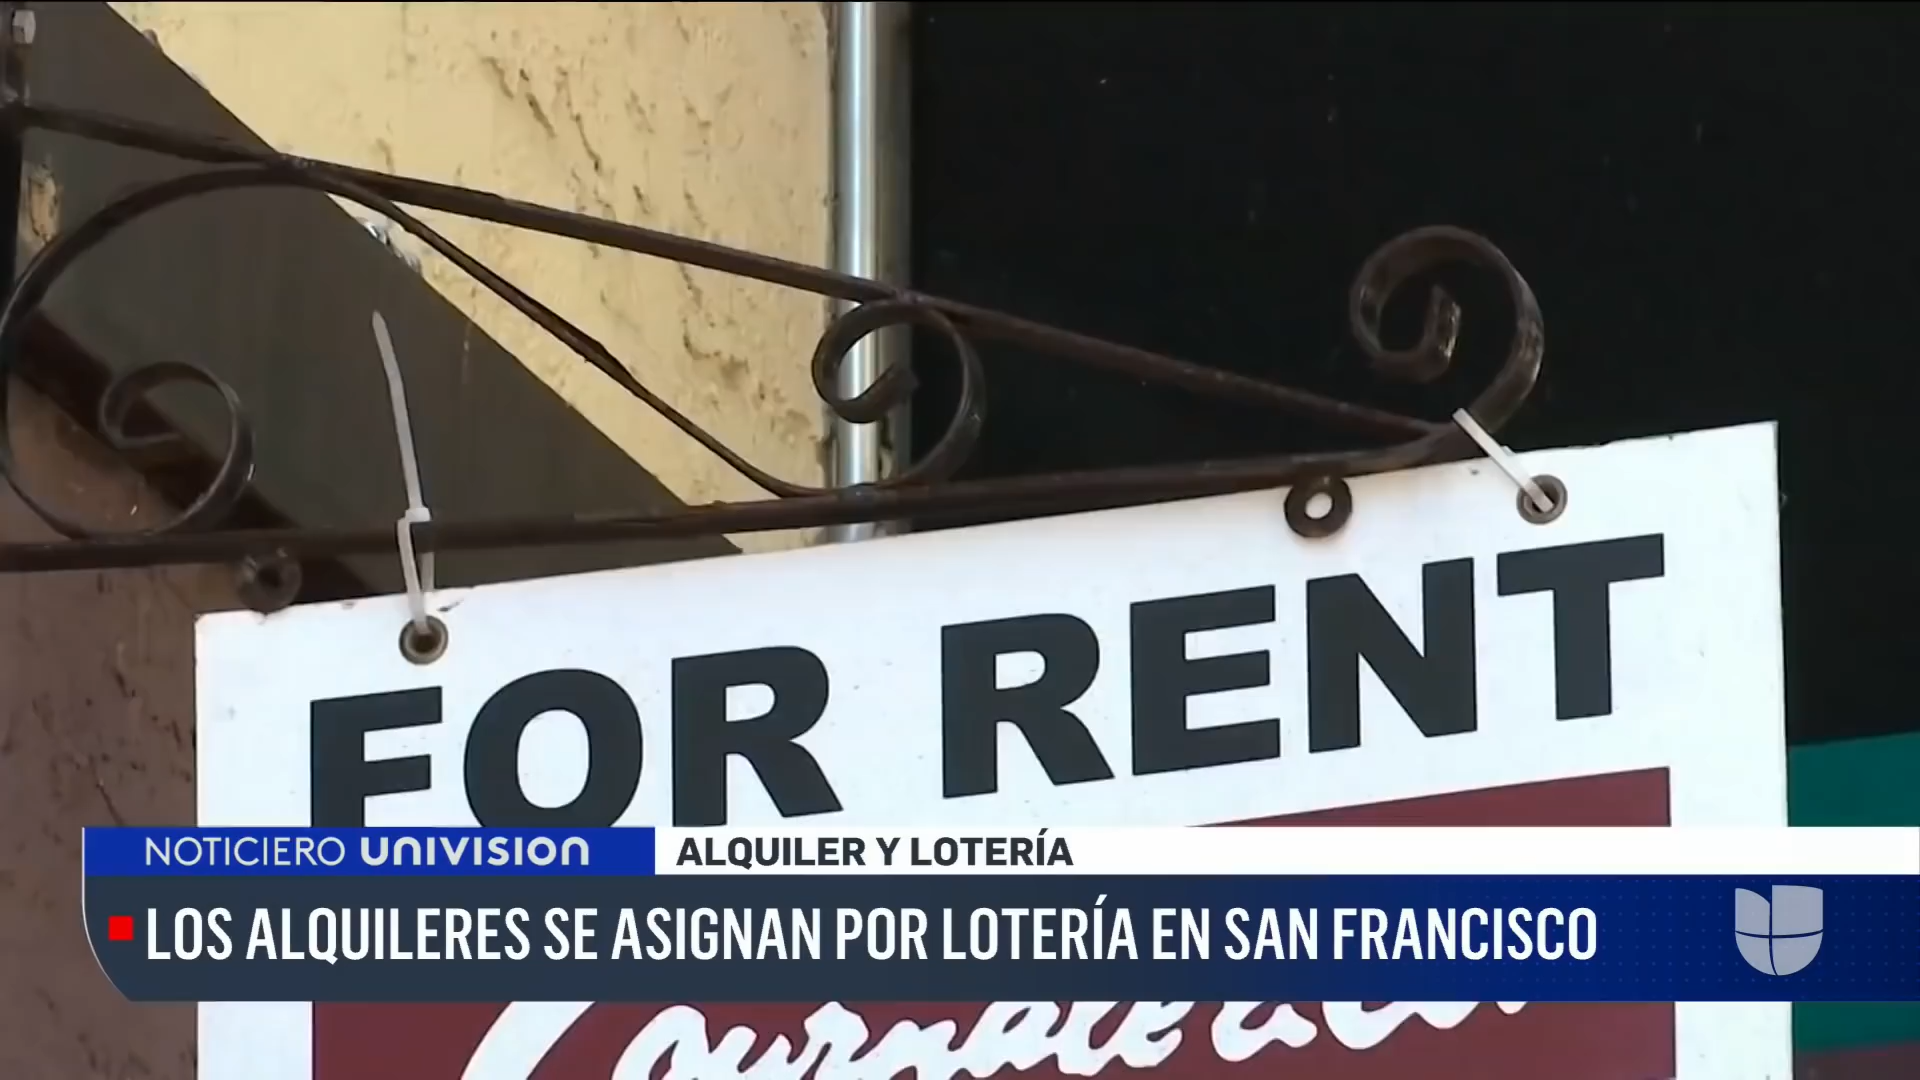 FOR RENT
NOTICIERO UNIVISION
ALQUILER Y LOTERÍA
LOS ALQUILERES SE ASIGNAN POR LOTERÍA EN SAN FRANCISCO